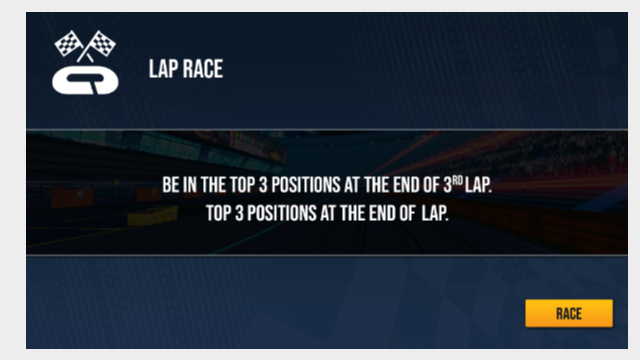 LAP RACE
BE IN THE TOP 3 POSITIONS AT THE END OF 3RD LAP.
TOP 3 POSITIONS AT THE END OF LAP.
RACE